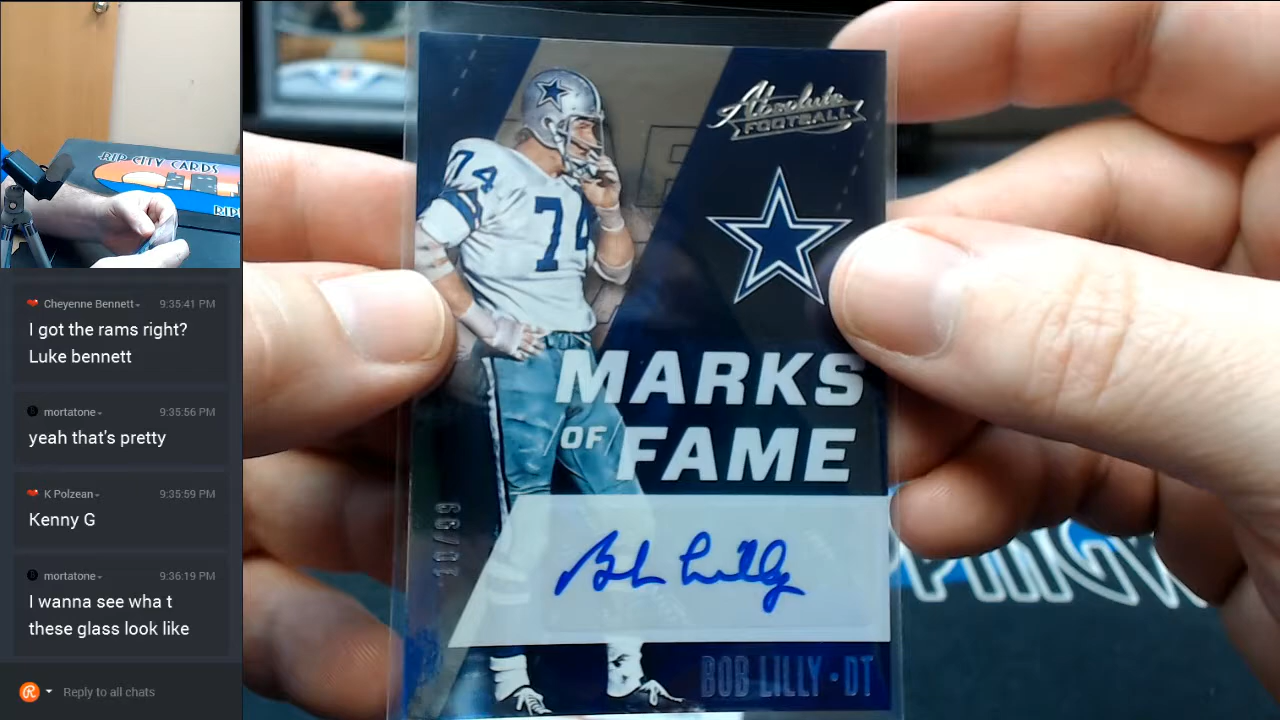 RIP CITY CARDS
RIP
Cheyenne Bennett
9:35:41 PM
I got the rams right?
Luke bennett
mortatone
9:35:56 PM
yeah that's pretty
K Polzean
9:35:59 PM
Kenny G
mortatone
9:36:19 PM
I wanna see wha t
these glass look like
Reply to all chats
Absolute
FOOTBALL
74
74
MARKS
OF FAME
10/99
Bob Lilly
BOB LILLY • DT